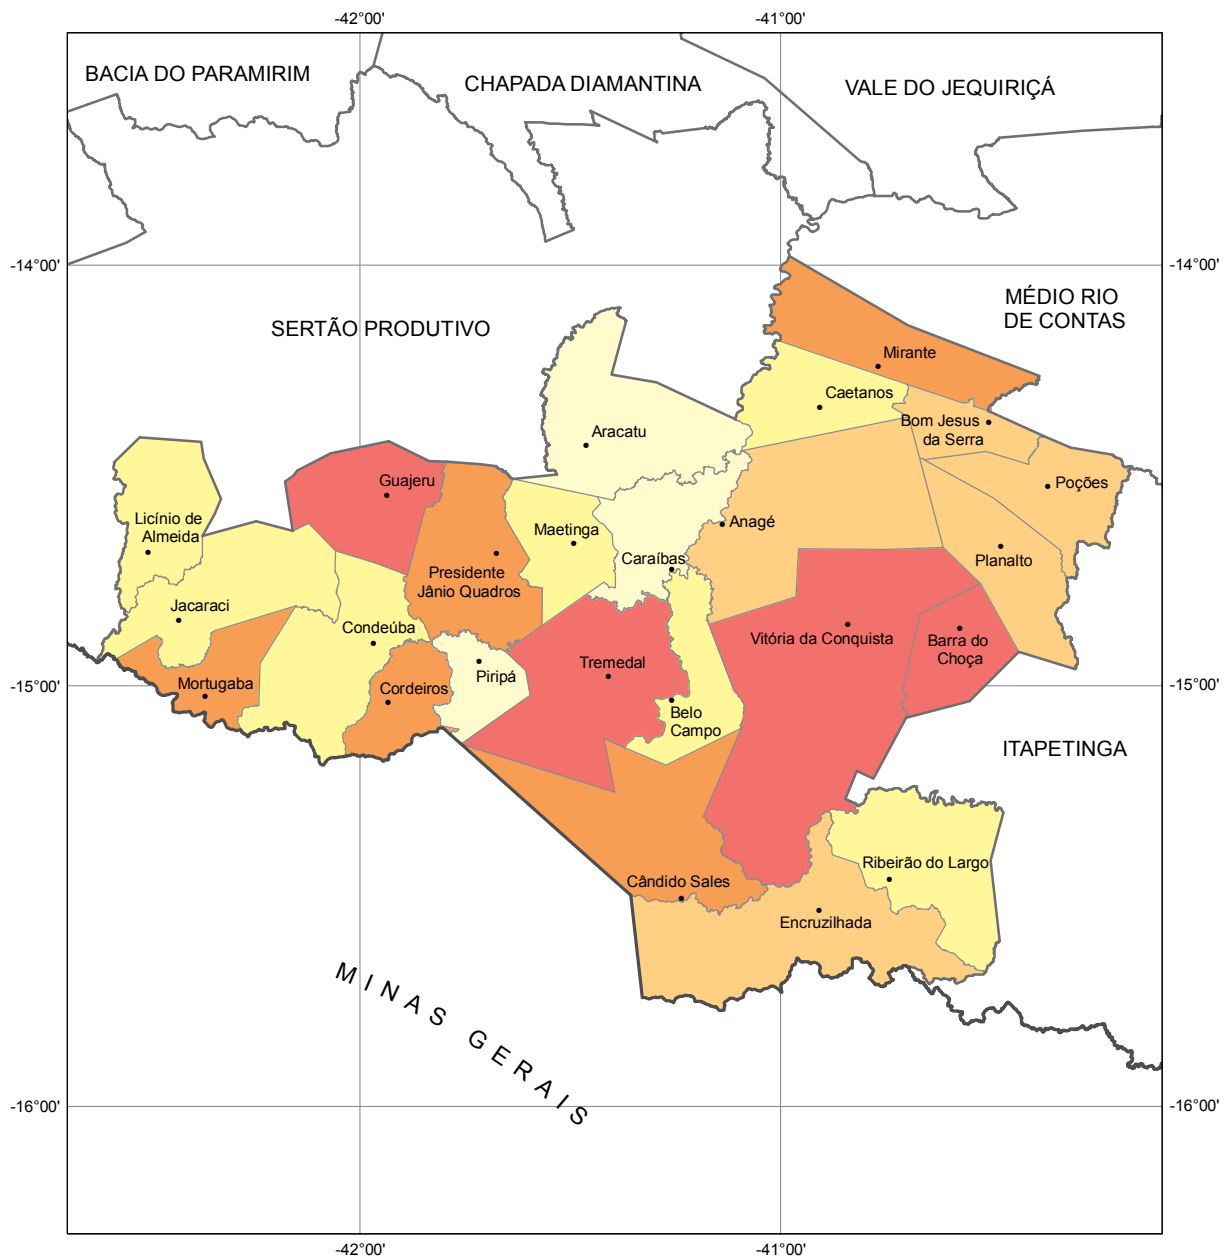 -42°00'
-41°00'
BACIA DO PARAMIRIM
CHAPADA DIAMANTINA
VALE DO JEQUIRIÇÁ
-14°00'
-14°00'
MÉDIO RIO
DE CONTAS
SERTÃO PRODUTIVO
Mirante
Caetanos
Aracatu
Bom Jesus
da Serra
Guajeru
Poções
Licínio de
Almeida
Maetinga
Anagé
Caraíbas
Planalto
Presidente
Jânio Quadros
Jacaraci
Condeúba
Vitória da Conquista
Barra do
Choça
Tremedal
Piripá
Mortugaba
Cordeiros
-15°00'
-15°00'
Belo
Campo
ITAPETINGA
Ribeirão do Largo
Cândido Sales
Encruzilhada
MINAS GERAIS
-16°00'
-16°00'
-42°00'
-41°00'